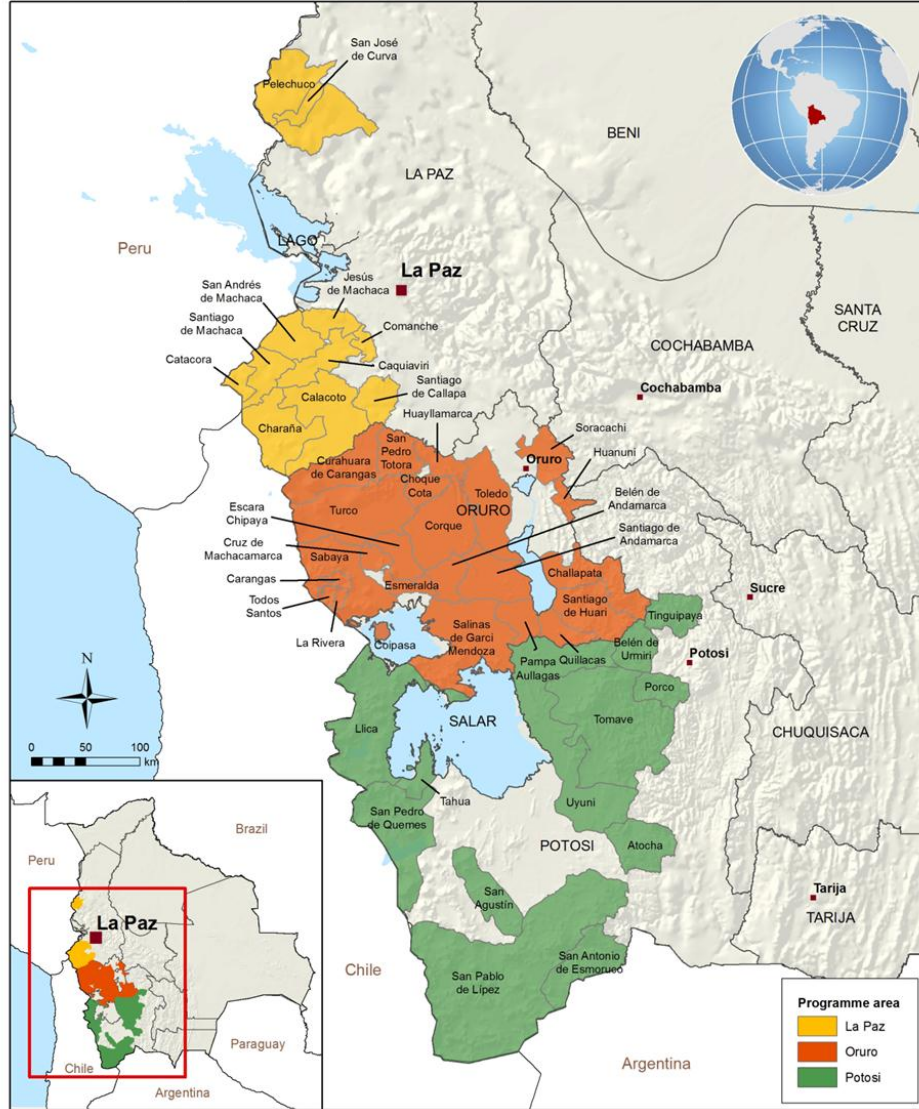 San José
de Curva
Pelechuco
BENI
LA PAZ
Peru
LAGO
La Paz
Jesús
de Machaca
San Andrés
de Machaca
Santiago
de Machaca
Comanche
Catacora
Caquiaviri
SANTA
CRUZ
COCHABAMBA
Cochabamba
Santiago
de Callapa
Calacoto
Huayllamarca
Charaña
Soracachi
San
Pedro
Totora
Oruro
Huanuni
Curahuara
de Carangas
Choque
Cota
Toledo
ORURO
Belén de
Andamarca
Escara
Chipaya
Turco
Corque
Santiago de
Andamarca
Cruz de
Machacamarca
Sabaya
Carangas
Esmeralda
Challapata
Todos
Santos
Santiago
de Huari
Sucre
Tinguipaya
La Rivera
Coipasa
Salinas
de Garci
Mendoza
Pampa
Aullagas
Quillacas
Belén de
Urmiri
Potosi
N
Porco
Llica
SALAR
Tomave
CHUQUISACA
0 50 100
km
Tahua
Uyuni
San Pedro
de Quemes
POTOSI
Atocha
San
Agustín
Tarija
TARIJA
Chile
San Pablo
de Lípez
San Antonio
de Esmoruco
Argentina
Peru
Brazil
La Paz
Paraguay
Chile
Argentina
Programme area
La Paz
Oruro
Potosi